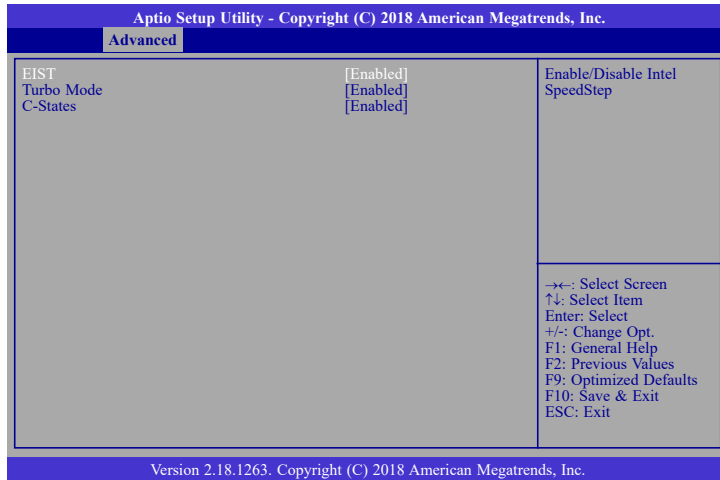 Aptio Setup Utility - Copyright (C) 2018 American Megatrends, Inc.
Advanced
EIST [Enabled]
Turbo Mode [Enabled]
C-States [Enabled]
Enable/Disable Intel
SpeedStep
→←: Select Screen
↑↓: Select Item
Enter: Select
+/-: Change Opt.
F1: General Help
F2: Previous Values
F9: Optimized Defaults
F10: Save & Exit
ESC: Exit
Version 2.18.1263. Copyright (C) 2018 American Megatrends, Inc.